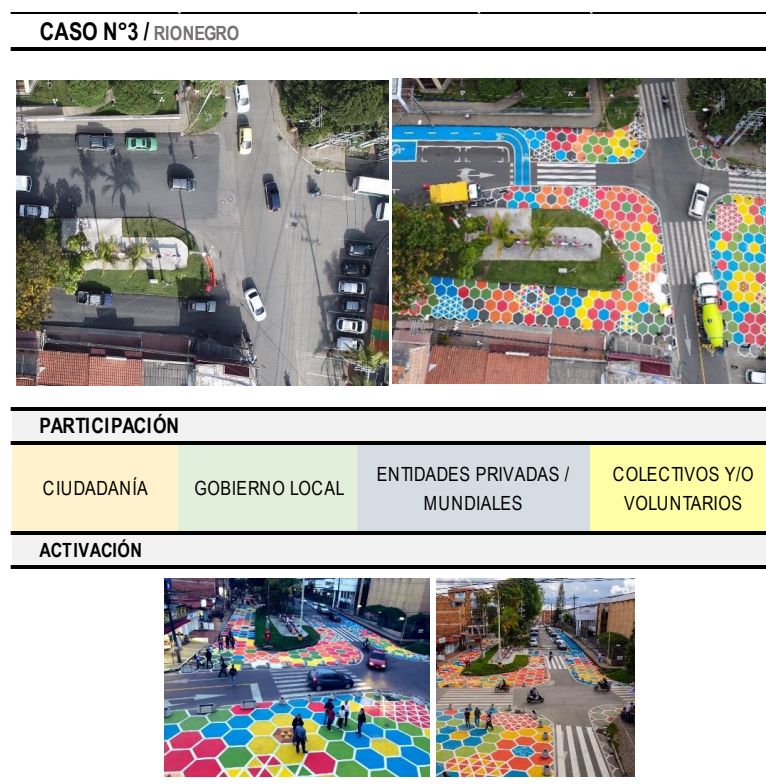 CASO N°3 / RIONEGRO
PARTICIPACIÓN
CIUDADANÍA
GOBIERNO LOCAL
ENTIDADES PRIVADAS /
MUNDIALES
COLECTIVOS Y/O
VOLUNTARIOS
ACTIVACIÓN